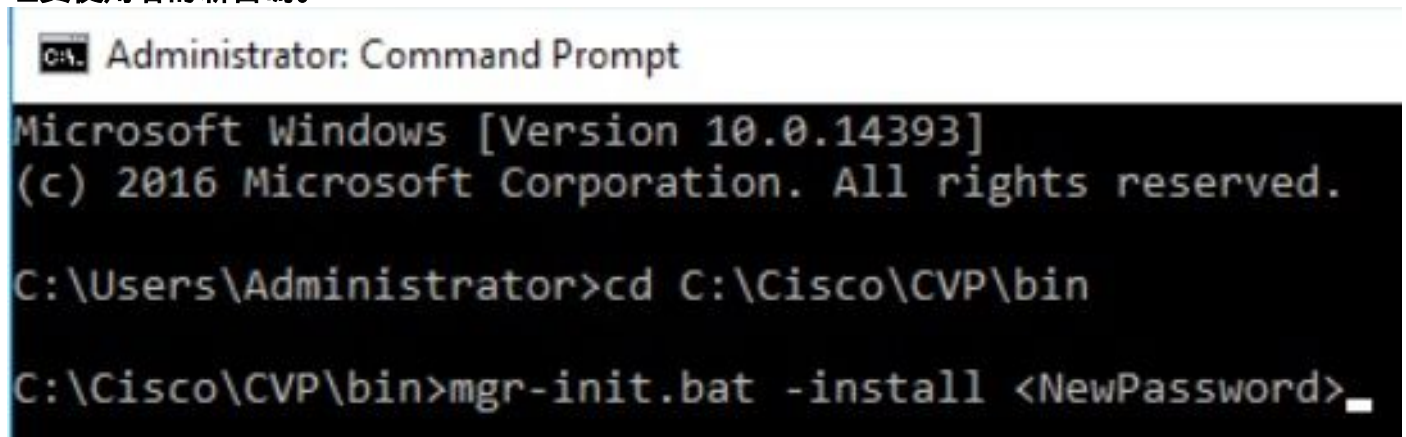 Administrator: Command Prompt
Microsoft Windows [Version 10.0.14393]
(c) 2016 Microsoft Corporation. All rights reserved.
C:\Users\Administrator>cd C:\Cisco\CVP\bin
C:\Cisco\CVP\bin>mgr-init.bat -install <NewPassword>